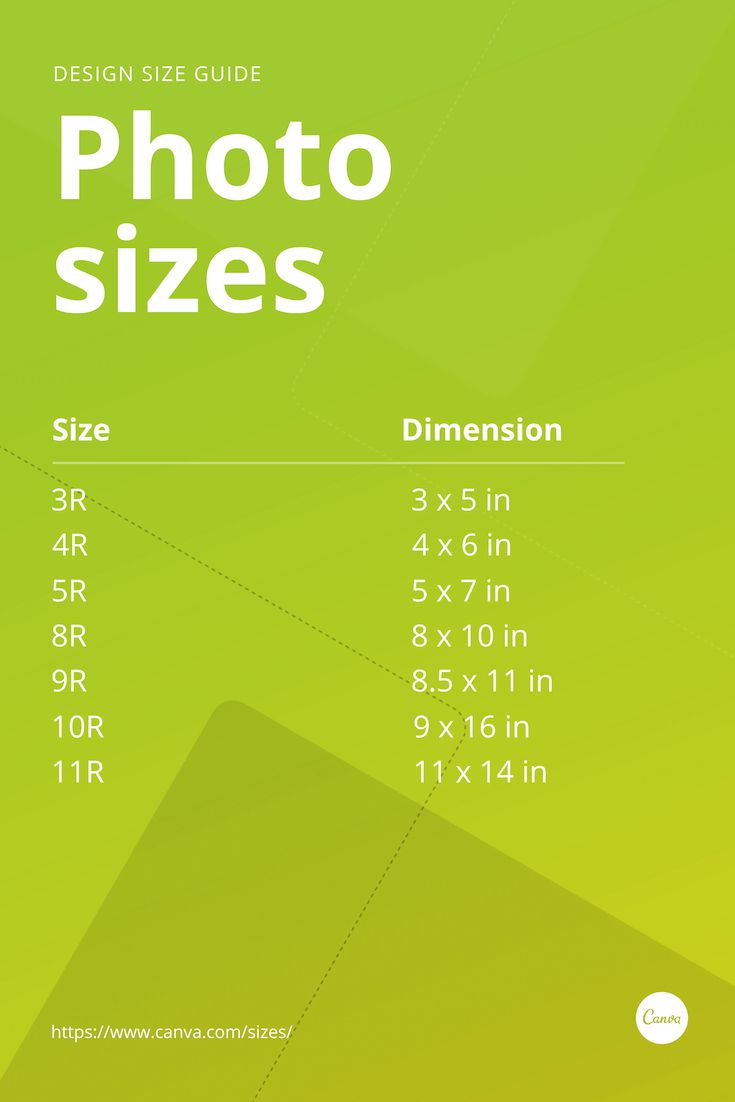 DESIGN SIZE GUIDE
Photo
sizes
Size Dimension
3R 3 x 5 in
4R 4 x 6 in
5R 5 x 7 in
8R 8 x 10 in
9R 8.5 x 11 in
10R 9 x 16 in
11R 11 x 14 in
https://www.canva.com/sizes/
Canva